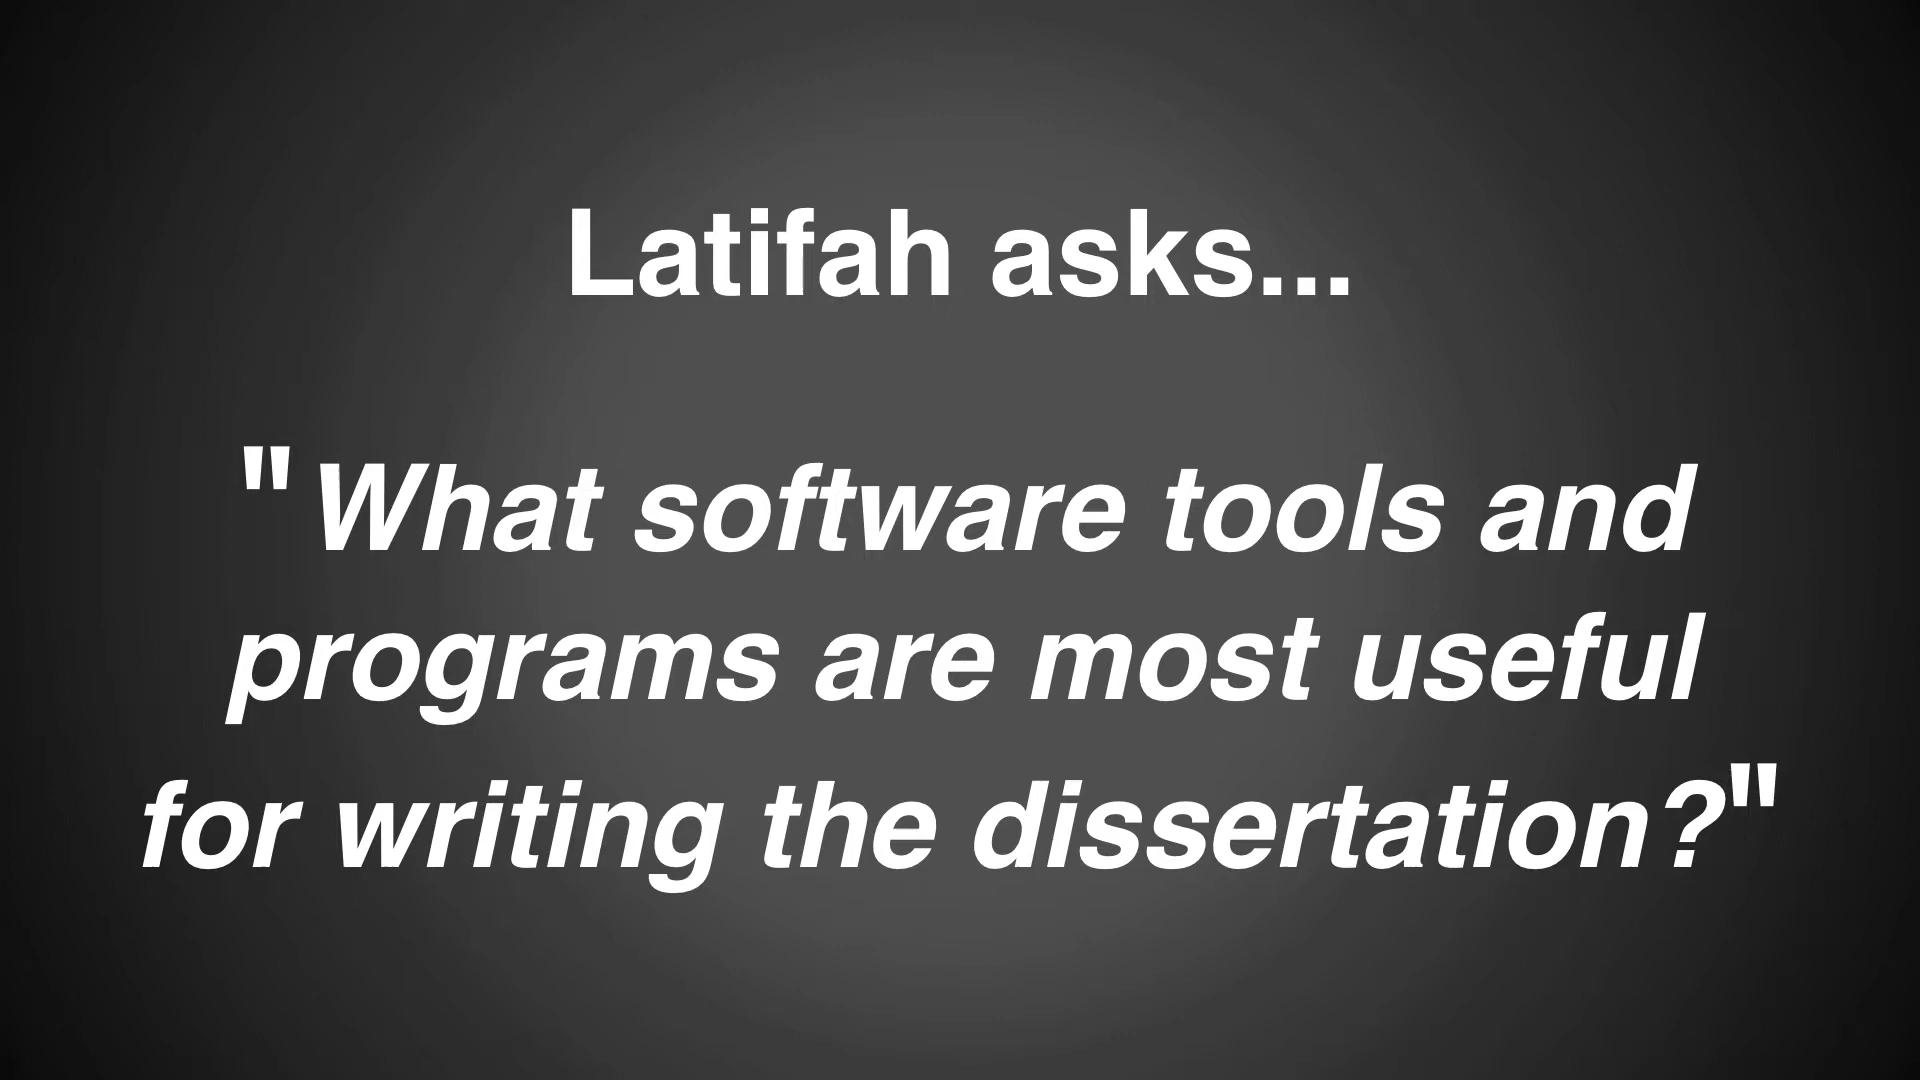 Latifah asks...
"What software tools and
programs are most useful
for writing the dissertation?"